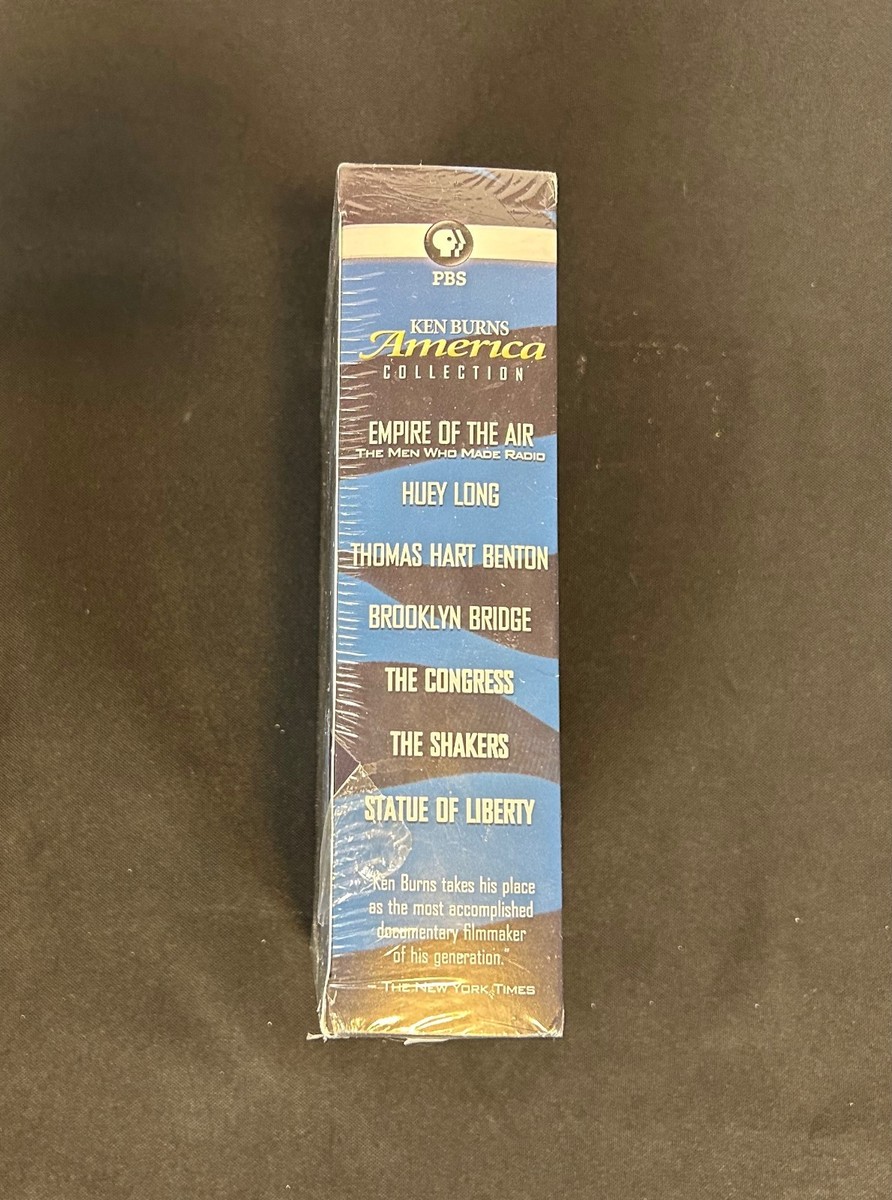 PBS
KEN BURNS
America
COLLECTION
EMPIRE OF THE AIR
THE MEN WHO MADE RADIO
HUEY LONG
THOMAS HART BENTON
BROOKLYN BRIDGE
THE CONGRESS
THE SHAKERS
STATUE OF LIBERTY
"Ken Burns takes his place
as the most accomplished
documentary filmmaker
of his generation."
— THE NEW YORK TIMES